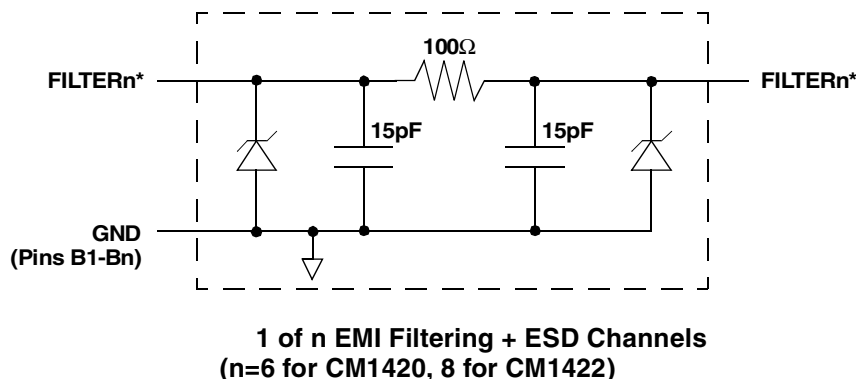 100Ω
FILTERn*
FILTERn*
15pF
15pF
GND
(Pins B1-Bn)
1 of n EMI Filtering + ESD Channels
(n=6 for CM1420, 8 for CM1422)